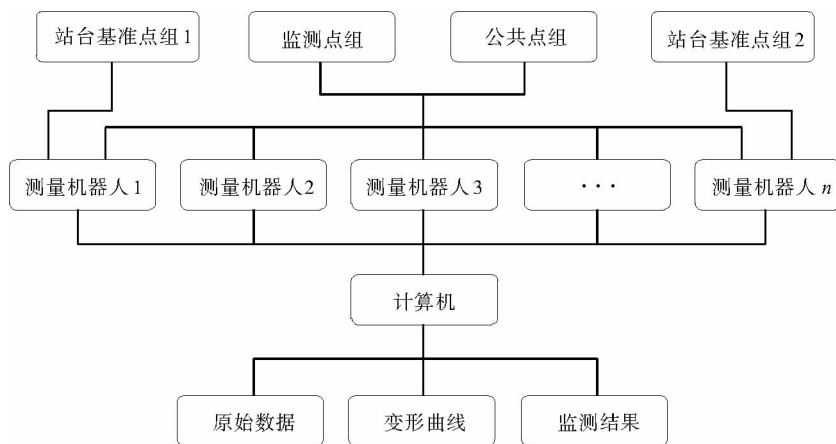 站台基准点组1
监测点组
公共点组
站台基准点组2
测量机器人1
测量机器人2
测量机器人3
···
测量机器人n
计算机
原始数据
变形曲线
监测结果